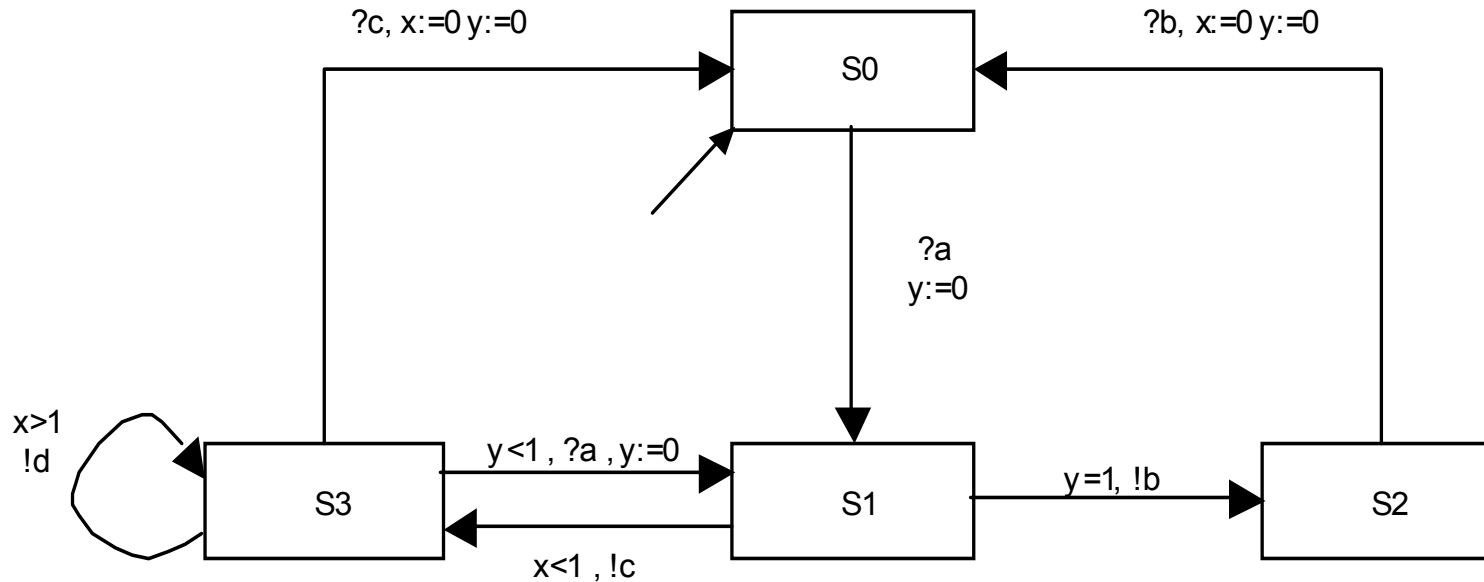 ?c, x:=0 y:=0
?b, x:=0 y:=0
S0
?a
y:=0
x>1
!d
y<1 , ?a , y:=0
y=1, !b
S3
S1
S2
x<1 , !c